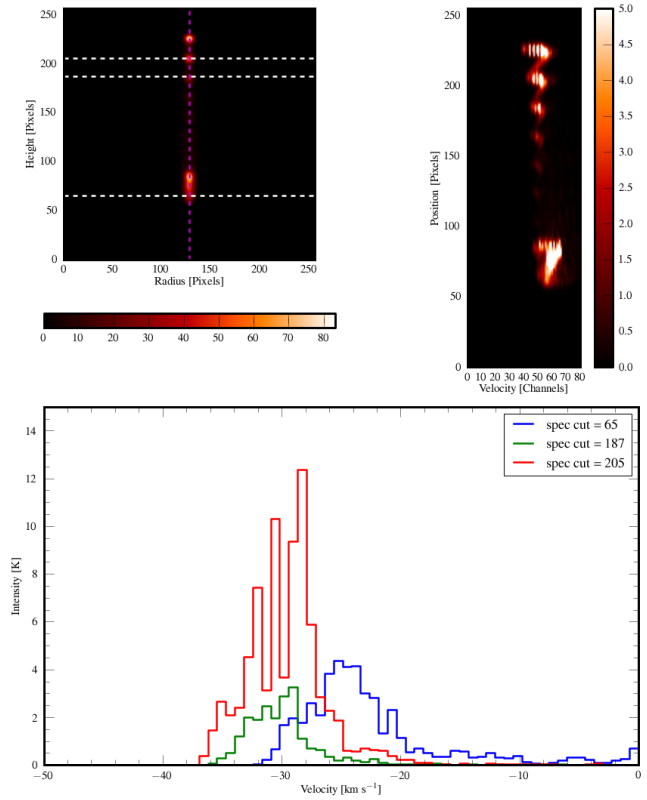 250
200
150
100
50
0
Height [Pixels]
0 50 100 150 200 250
Radius [Pixels]
0 10 20 30 40 50 60 70 80
250
200
150
100
50
0
Position [Pixels]
0 10 20 30 40 50 60 70 80
Velocity [Channels]
5.0
4.5
4.0
3.5
3.0
2.5
2.0
1.5
1.0
0.5
0.0
spec cut = 65
spec cut = 187
spec cut = 205
14
12
10
8
6
4
2
0
Intensity [K]
−50 −40 −30 −20 −10 0
Velocity [km s⁻¹]